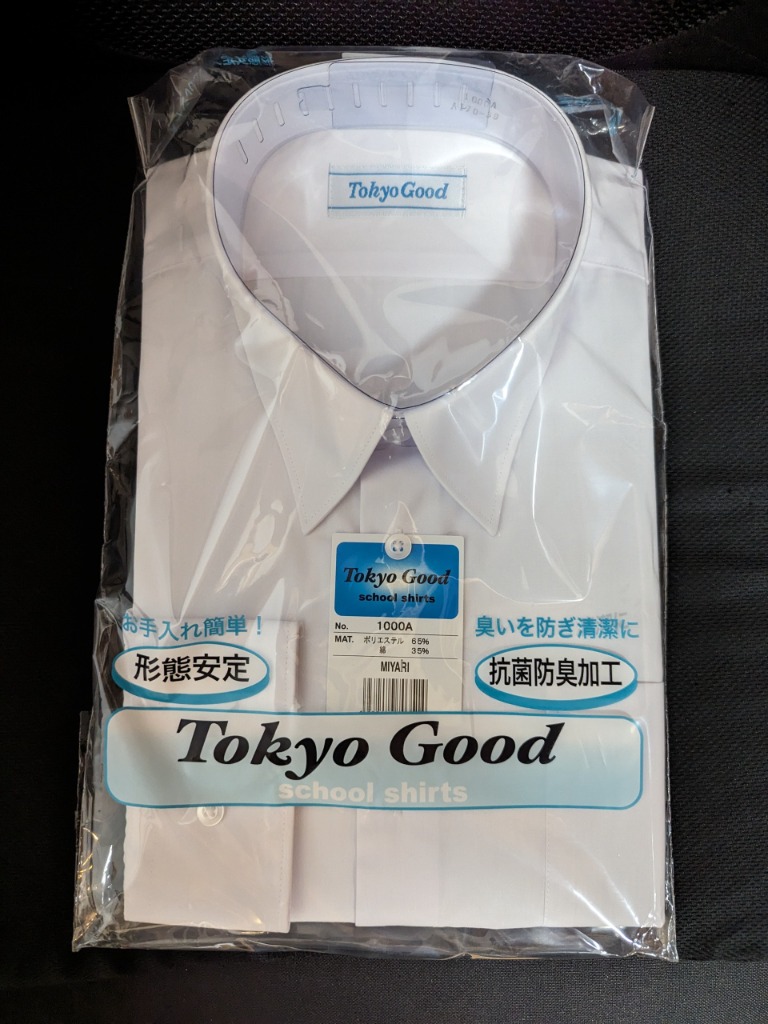 Tokyo Good
Tokyo Good
school shirts
No. 1000A
MAT. ポリエステル 65%
綿 35%
MIYARI
お手入れ簡単!
形態安定
臭いを防ぎ清潔に
抗菌防臭加工
Tokyo Good
school shirts